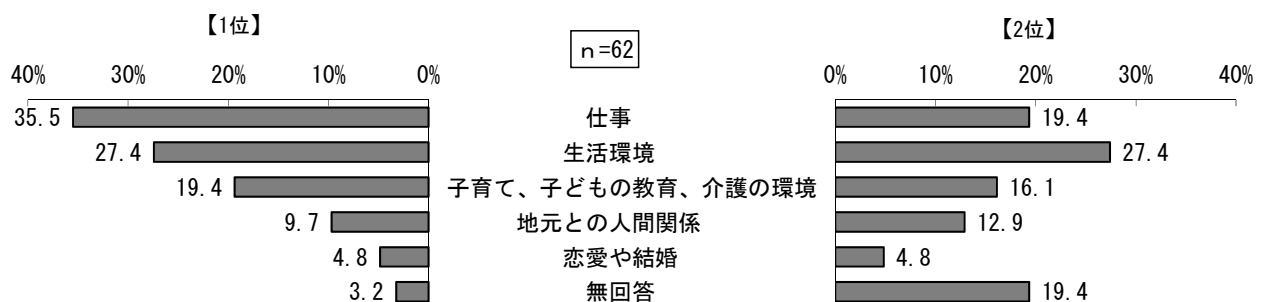 【1位】 【2位】
n=62
40% 30% 20% 10% 0% 0% 10% 20% 30% 40%
35.5 仕事 19.4
27.4 生活環境 27.4
19.4 子育て、子どもの教育、介護の環境 16.1
9.7 地元との人間関係 12.9
4.8 恋愛や結婚 4.8
3.2 無回答 19.4